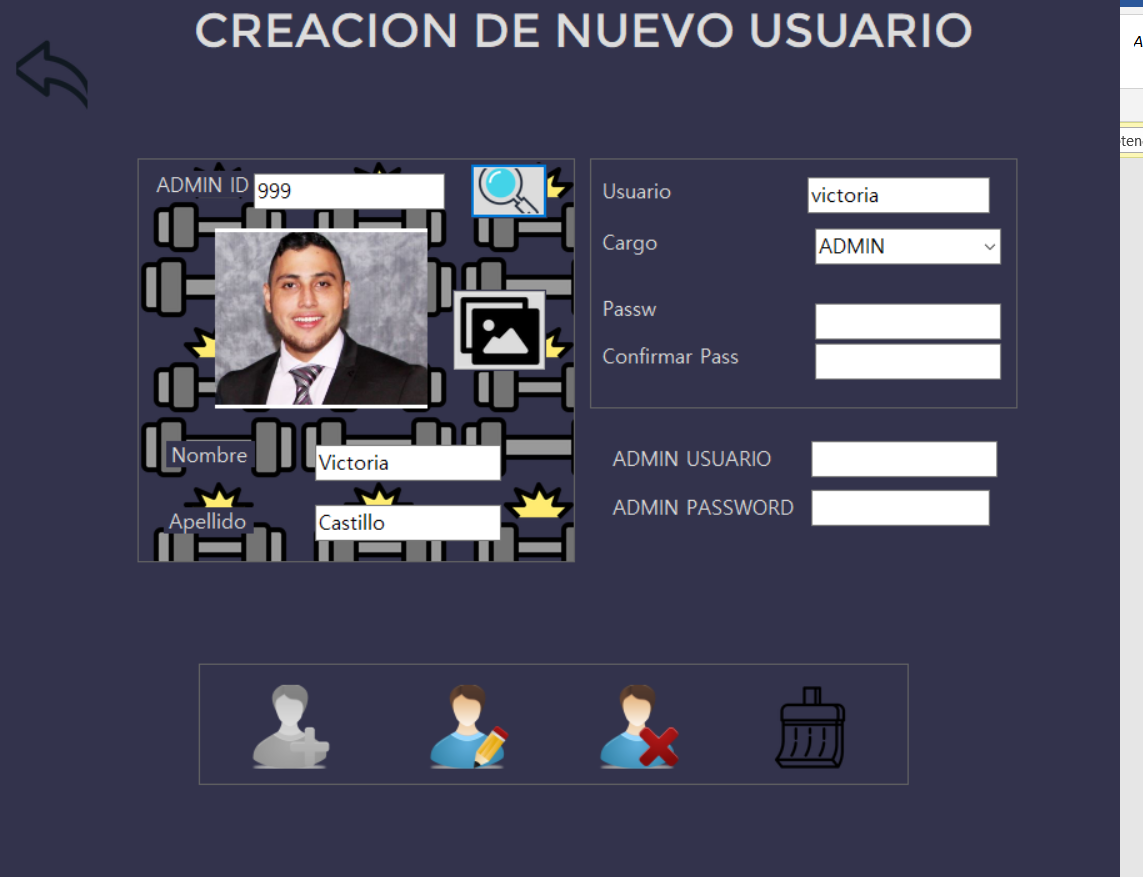 CREACION DE NUEVO USUARIO
ADMIN ID 999
Nombre Victoria
Apellido Castillo
Usuario victoria
Cargo ADMIN
Passw
Confirmar Pass
ADMIN USUARIO
ADMIN PASSWORD